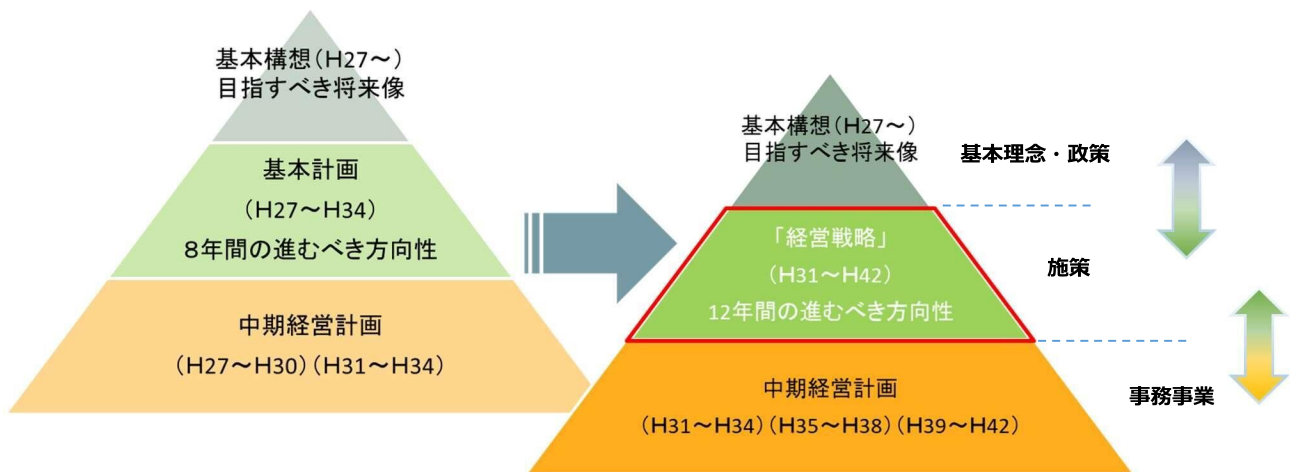 基本構想（H27～）
目指すべき将来像
基本計画
（H27～H34）
８年間の進むべき方向性
中期経営計画
（H27～H30）（H31～H34）
基本構想（H27～）
目指すべき将来像
「経営戦略」
（H31～H42）
12年間の進むべき方向性
中期経営計画
（H31～H34）（H35～H38）（H39～H42）
基本理念・政策
施策
事務事業